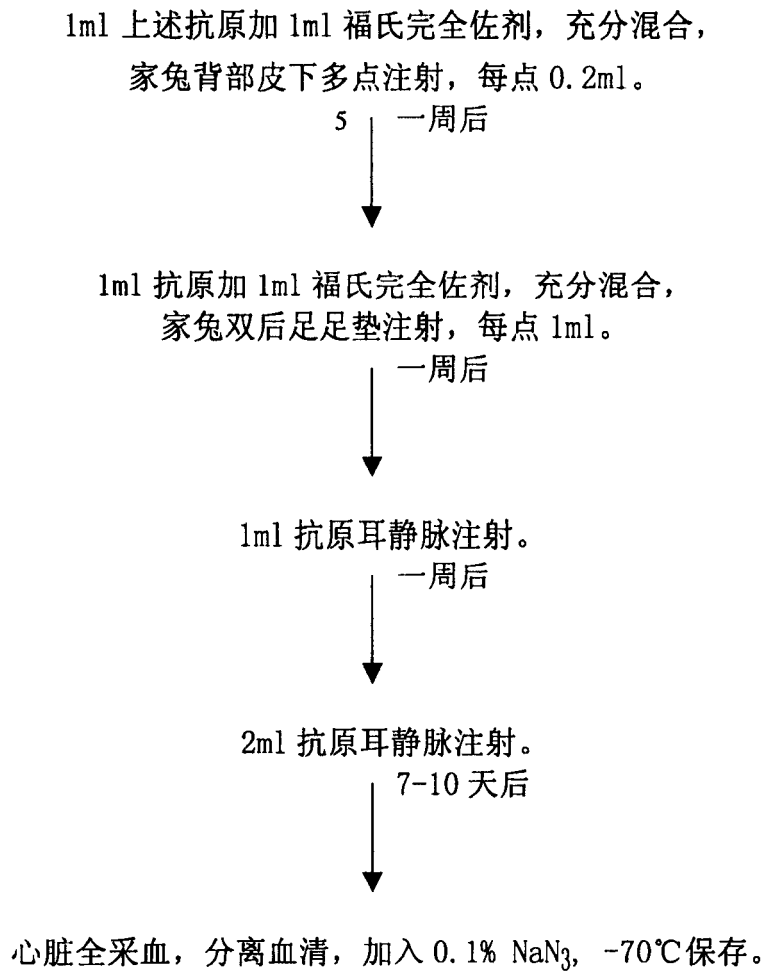 1ml 上述抗原加 1ml 福氏完全佐剂，充分混合，
家兔背部皮下多点注射，每点 0.2ml。
5 一周后
1ml 抗原加 1ml 福氏完全佐剂，充分混合，
家兔双后足足垫注射，每点 1ml。
一周后
1ml 抗原耳静脉注射。
一周后
2ml 抗原耳静脉注射。
7-10 天后
心脏全采血，分离血清，加入 0.1% NaN3, -70℃保存。